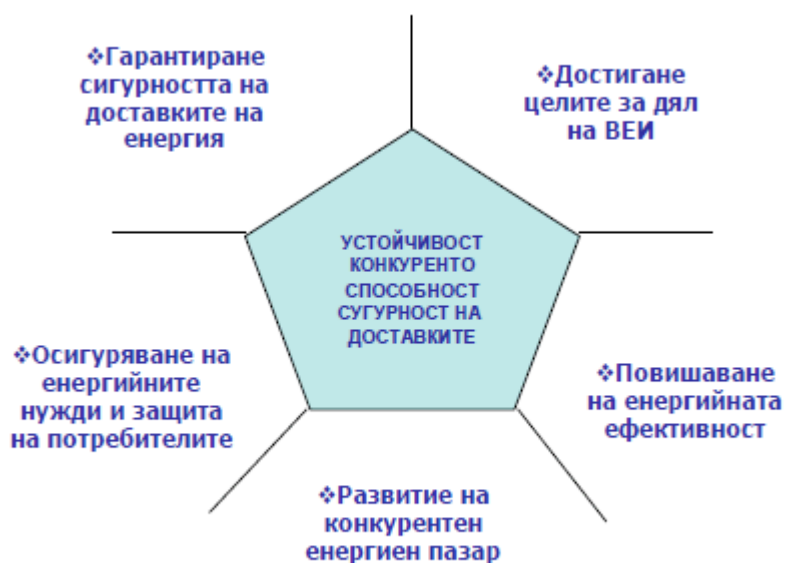 ❖Гарантиране
сигурността на
доставките на
енергия
❖Достигане
целите за дял
на ВЕИ
УСТОЙЧИВОСТ
КОНКУРЕНТО
СПОСОБНОСТ
СУГУРНОСТ НА
ДОСТАВКИТЕ
❖Осигуряване на
енергийните
нужди и защита
на потребителите
❖Повишаване
на енергийната
ефективност
❖Развитие на
конкурентен
енергиен пазар